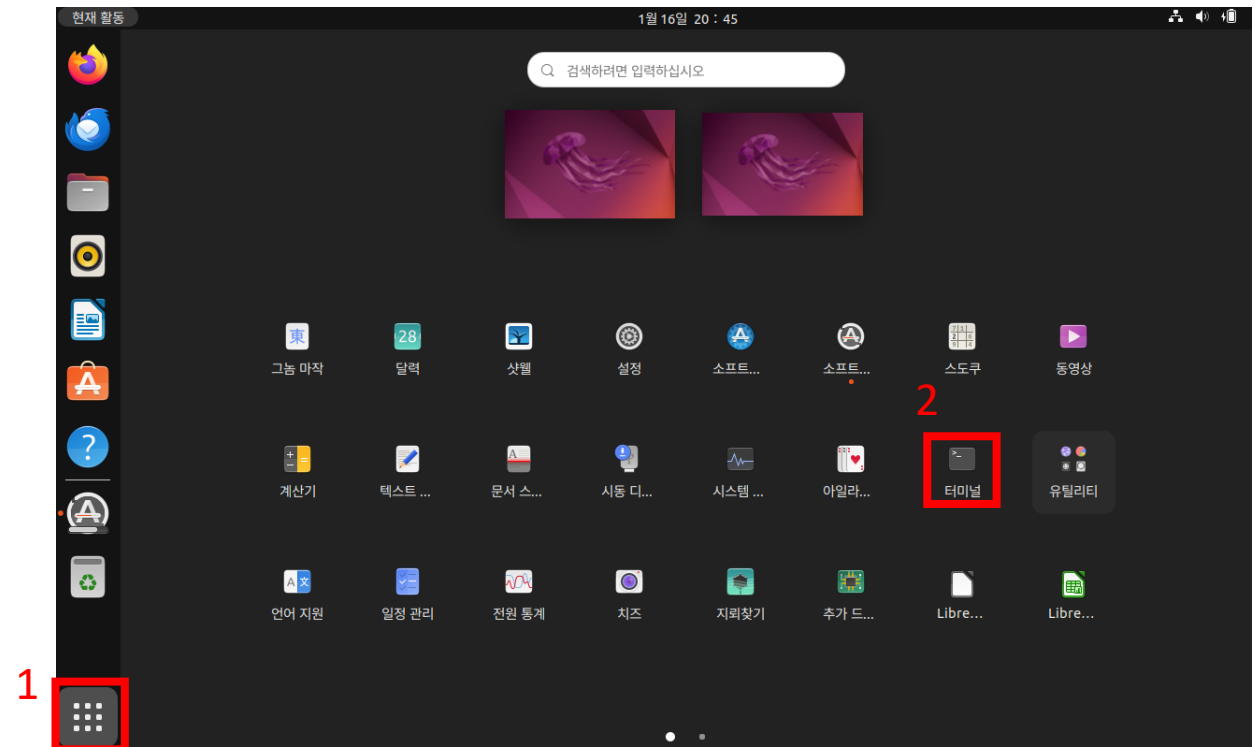 현재 활동
1월 16일 20 : 45
검색하려면 입력하십시오
東
28
그놈 마작
달력
샷웰
설정
소프트...
소프트...
스도쿠
동영상
2
계산기
텍스트 ...
문서 스...
시동 디...
시스템 ...
아일라...
터미널
유틸리티
언어 지원
일정 관리
전원 통계
치즈
지뢰찾기
추가 드...
Libre...
Libre...
1